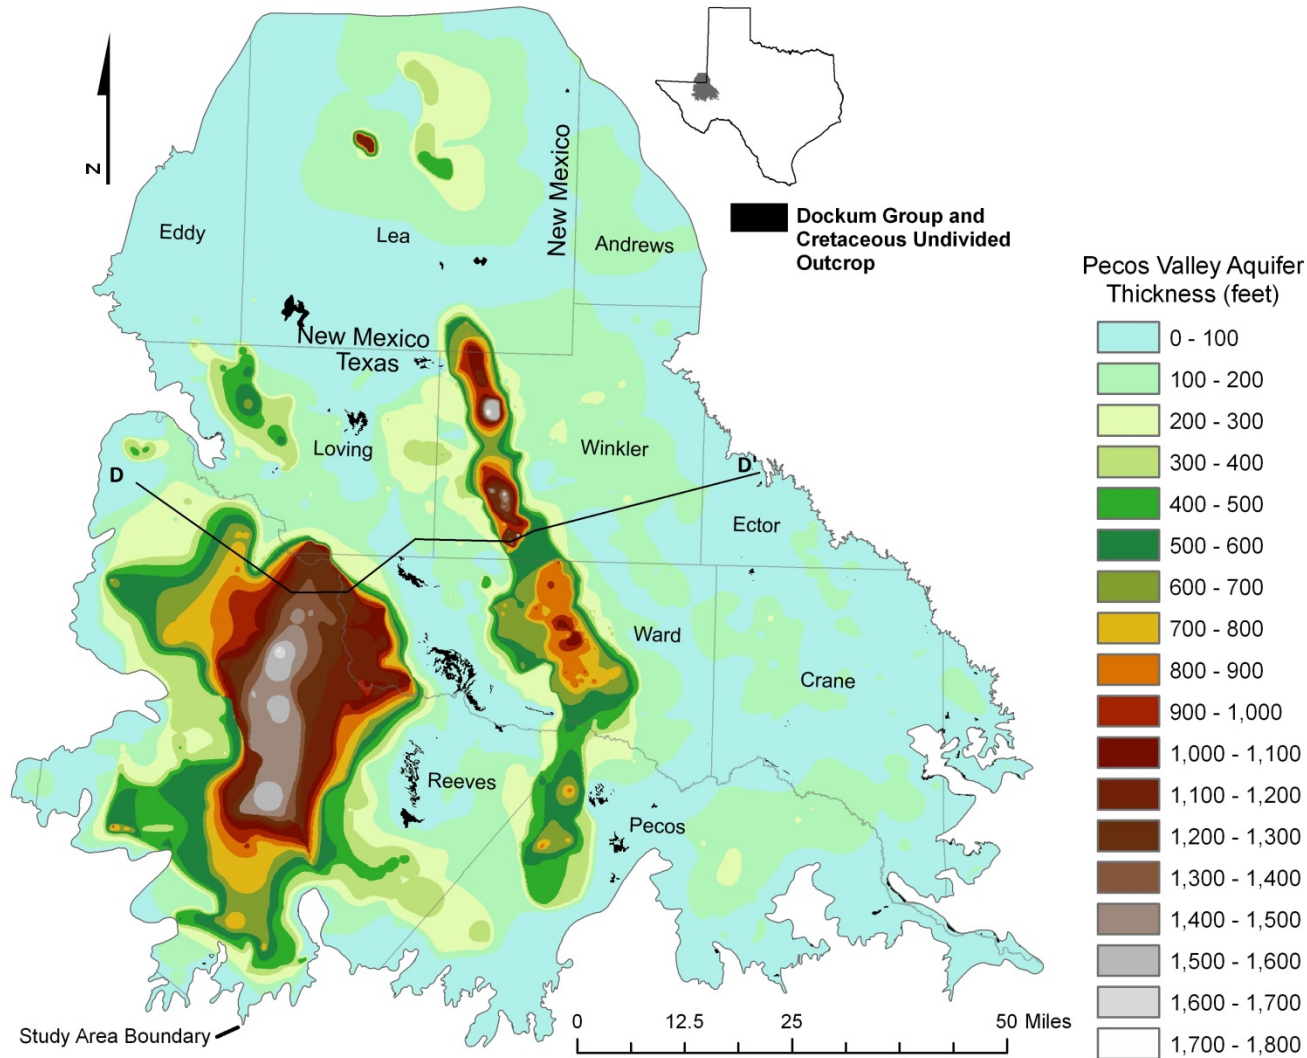 N
New Mexico
Dockum Group and
Cretaceous Undivided
Outcrop
Eddy
Lea
Andrews
Pecos Valley Aquifer
Thickness (feet)
0 - 100
100 - 200
200 - 300
300 - 400
400 - 500
500 - 600
600 - 700
700 - 800
800 - 900
900 - 1,000
1,000 - 1,100
1,100 - 1,200
1,200 - 1,300
1,300 - 1,400
1,400 - 1,500
1,500 - 1,600
1,600 - 1,700
1,700 - 1,800
New Mexico
Texas
Loving
Winkler
D
D'
Ector
Ward
Crane
Reeves
Pecos
Study Area Boundary
0 12.5 25 50 Miles